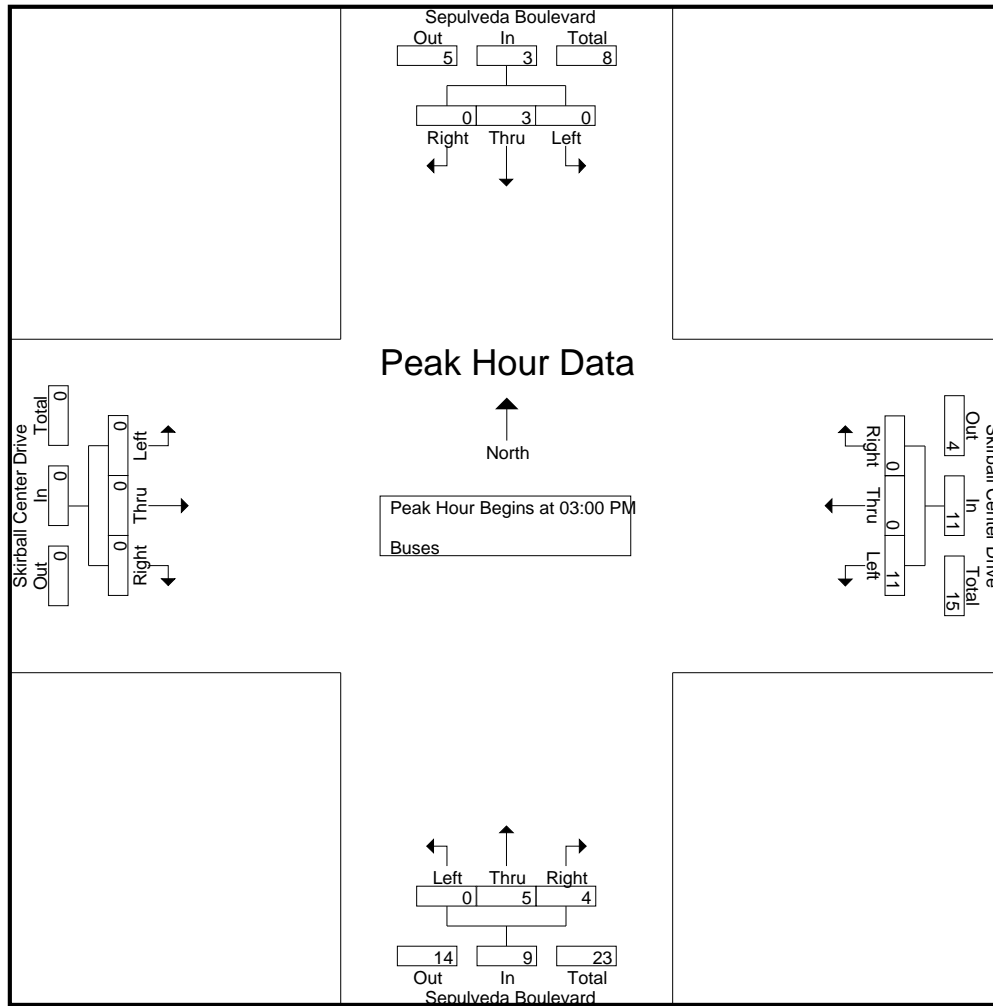 Sepulveda Boulevard
Out In Total
5 3 8
0 3 0
Right Thru Left
Peak Hour Data
North
Peak Hour Begins at 03:00 PM
Buses
Skirball Center Drive
Total In Out
0 0 0
0 0 0
Left Thru Right
Skirball Center Drive
Out In Total
4 11 15
0 0 11
Right Thru Left
Left Thru Right
0 5 4
14 9 23
Out In Total
Sepulveda Boulevard